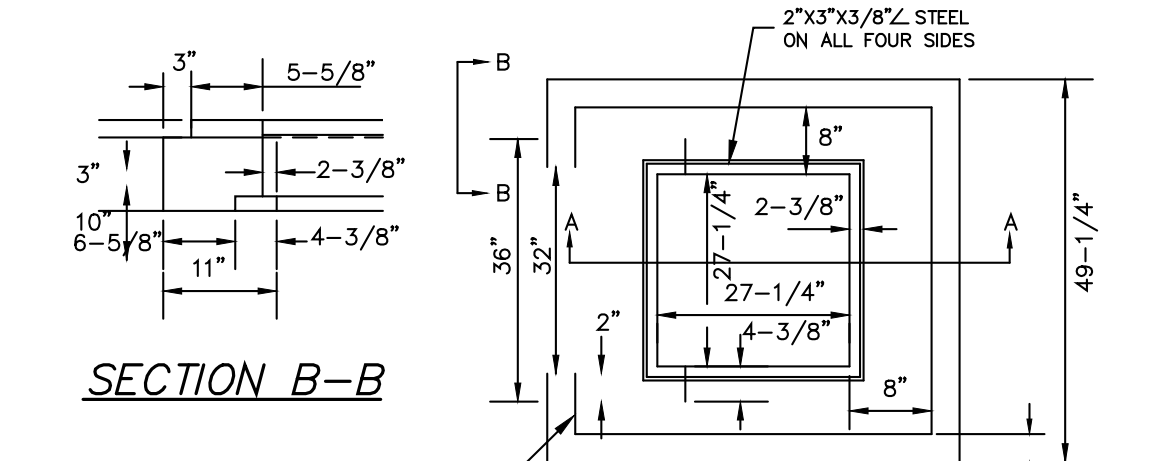 2”X3”X3/8”∠ STEEL
ON ALL FOUR SIDES
3”
5-5/8”
B
8”
2-3/8”
3”
B
10”
6-5/8”
4-3/8”
11”
SECTION B-B
36”
32”
A
27-1/4”
2-3/8”
A
49-1/4”
27-1/4”
2”
4-3/8”
8”